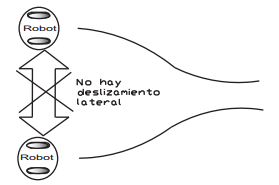 Robot
No hay
deslizamiento
lateral
Robot